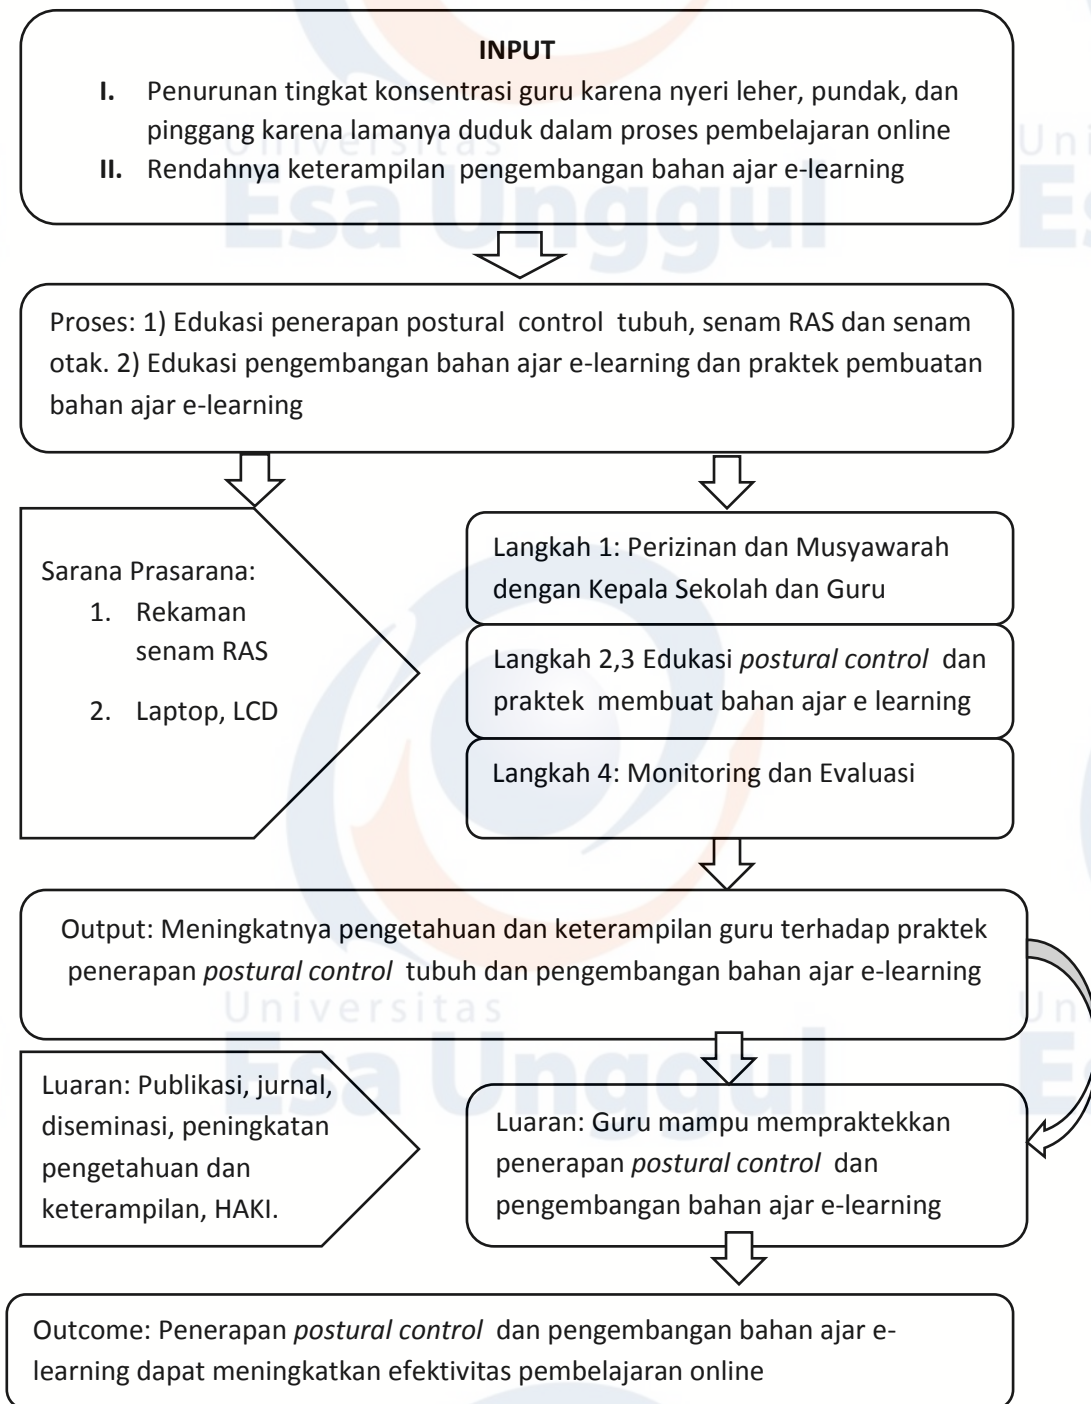 INPUT
I. Penurunan tingkat konsentrasi guru karena nyeri leher, pundak, dan
pinggang karena lamanya duduk dalam proses pembelajaran online
II. Rendahnya keterampilan pengembangan bahan ajar e-learning
Universitas
Esa Unggul
Proses: 1) Edukasi penerapan postural control tubuh, senam RAS dan senam
otak. 2) Edukasi pengembangan bahan ajar e-learning dan praktek pembuatan
bahan ajar e-learning
Sarana Prasarana:
1. Rekaman
senam RAS
2. Laptop, LCD
Langkah 1: Perizinan dan Musyawarah
dengan Kepala Sekolah dan Guru
Langkah 2,3 Edukasi postural control dan
praktek membuat bahan ajar e learning
Langkah 4: Monitoring dan Evaluasi
Output: Meningkatnya pengetahuan dan keterampilan guru terhadap praktek
penerapan postural control tubuh dan pengembangan bahan ajar e-learning
Universitas
Esa Unggul
Luaran: Publikasi, jurnal,
diseminasi, peningkatan
pengetahuan dan
keterampilan, HAKI.
Luaran: Guru mampu mempraktekkan
penerapan postural control dan
pengembangan bahan ajar e-learning
Outcome: Penerapan postural control dan pengembangan bahan ajar e-
learning dapat meningkatkan efektivitas pembelajaran online